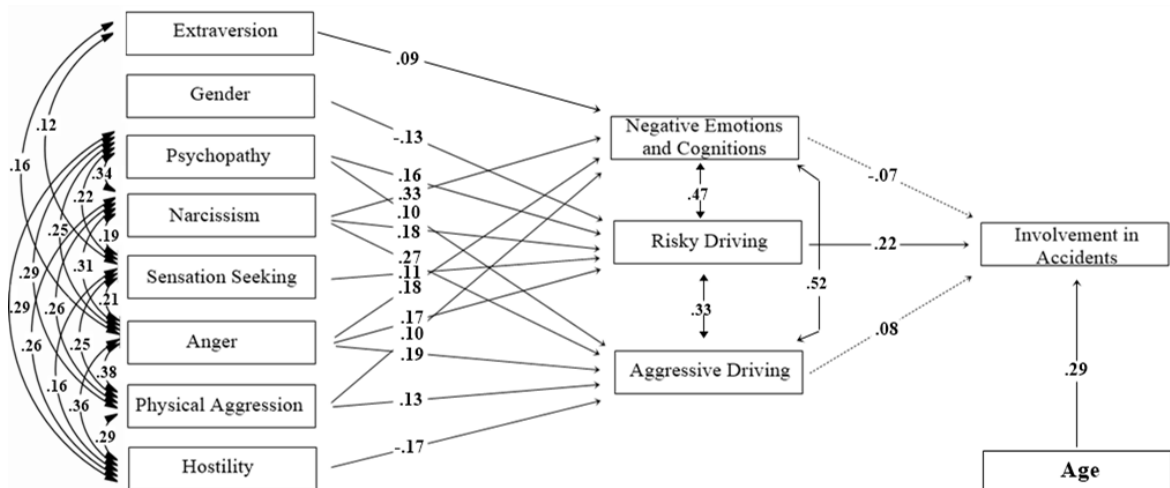 Extraversion
Gender
Psychopathy
Narcissism
Sensation Seeking
Anger
Physical Aggression
Hostility
.12
.16
.34
.22
.19
.25
.31
.29
.21
.29
.26
.26
.25
.38
.16
.36
.29
.09
-.13
.16
.33
.10
.18
.27
.11
.18
.17
.10
.19
.13
-.17
Negative Emotions
and Cognitions
.47
Risky Driving
.33
Aggressive Driving
.52
-.07
.22
.08
Involvement in
Accidents
.29
Age